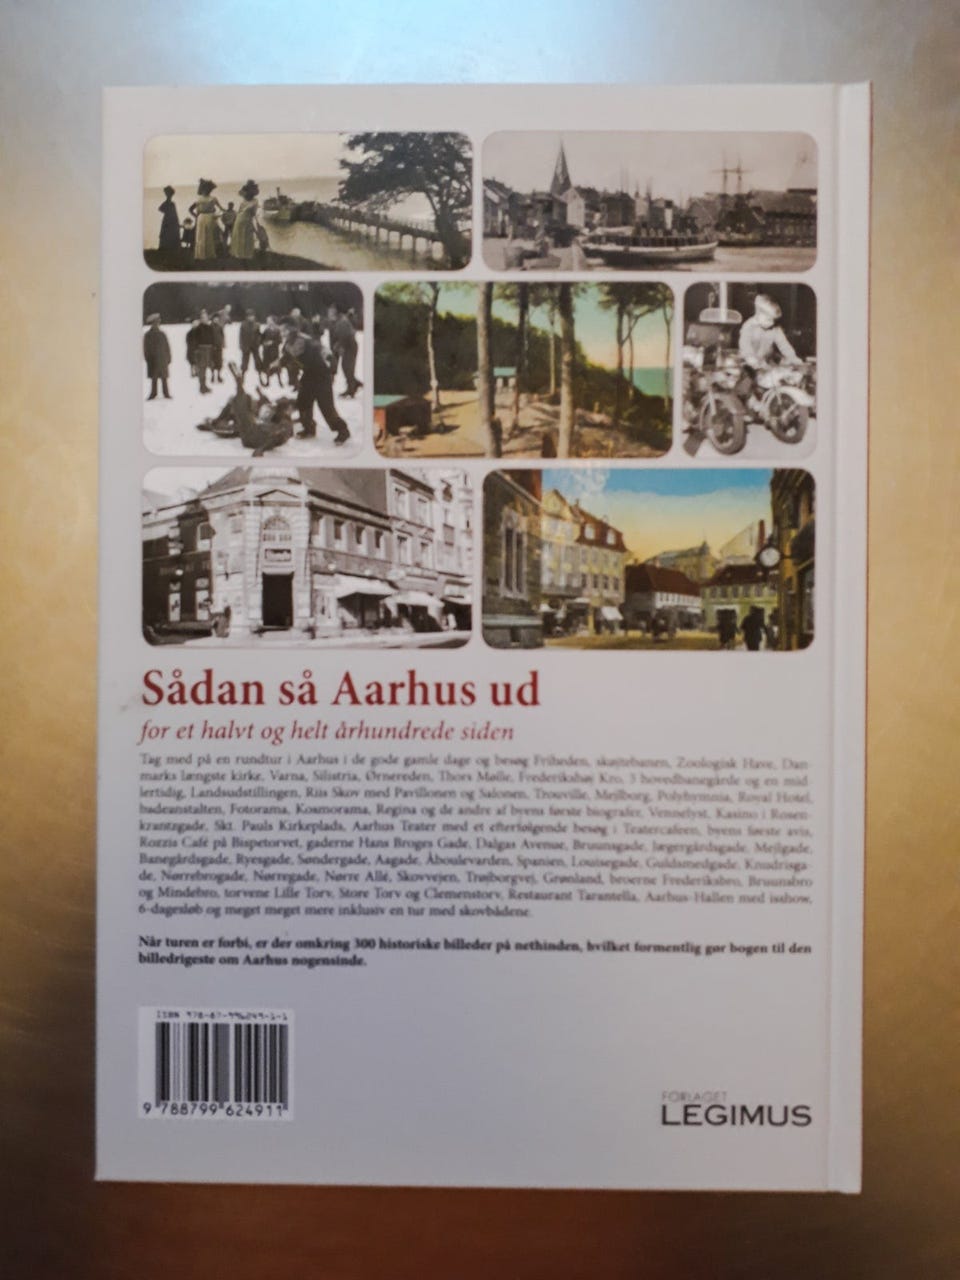 Sådan så Aarhus ud
for et halvt og helt århundrede siden
Tag med på en rundtur i Aarhus i de gode gamle dage og besøg Friheden, skøjtebanen, Zoologisk Have, Dan-
marks længste kirke, Varna, Silistria, Ørnereden, Thors Mølle, Frederikshøj Kro, 3 hovedbanegårde og en mid-
lertidig, Landsudstillingen, Riis Skov med Pavillonen og Salonen, Trouville, Mejlborg, Polyhymnia, Royal Hotel,
badeanstalten, Fotorama, Kosmorama, Regina og de andre af byens første biografer, Vennelyst, Kasino i Rosen-
krantzgade, Skt. Pauls Kirkeplads, Aarhus Teater med et efterfølgende besøg i Teatercafeen, byens første avis,
Rozzis Café på Bispetorvet, gaderne Hans Broges Gade, Dalgas Avenue, Bruunsgade, Jægergårdsgade, Mejlgade,
Banegårdsgade, Ryesgade, Søndergade, Aagade, Åboulevarden, Spanien, Louisegade, Guldsmedgade, Knudrisga-
de, Nørrebrogade, Nørregade, Nørre Allé, Skovvejen, Trøjborgvej, Grønland, broerne Frederiksbro, Bruunsbro
og Mindebro, torvene Lille Torv, Store Torv og Clemenstorv, Restaurant Tarantella, Aarhus-Hallen med isshow,
6-dagesløb og meget meget mere inklusiv en tur med skovbådene.
Når turen er forbi, er der omkring 300 historiske billeder på nethinden, hvilket formentlig gør bogen til den
billedrigeste om Aarhus nogensinde.
ISBN 978-87-996249-1-1
9 788799 624911
FORLAGET
LEGIMUS